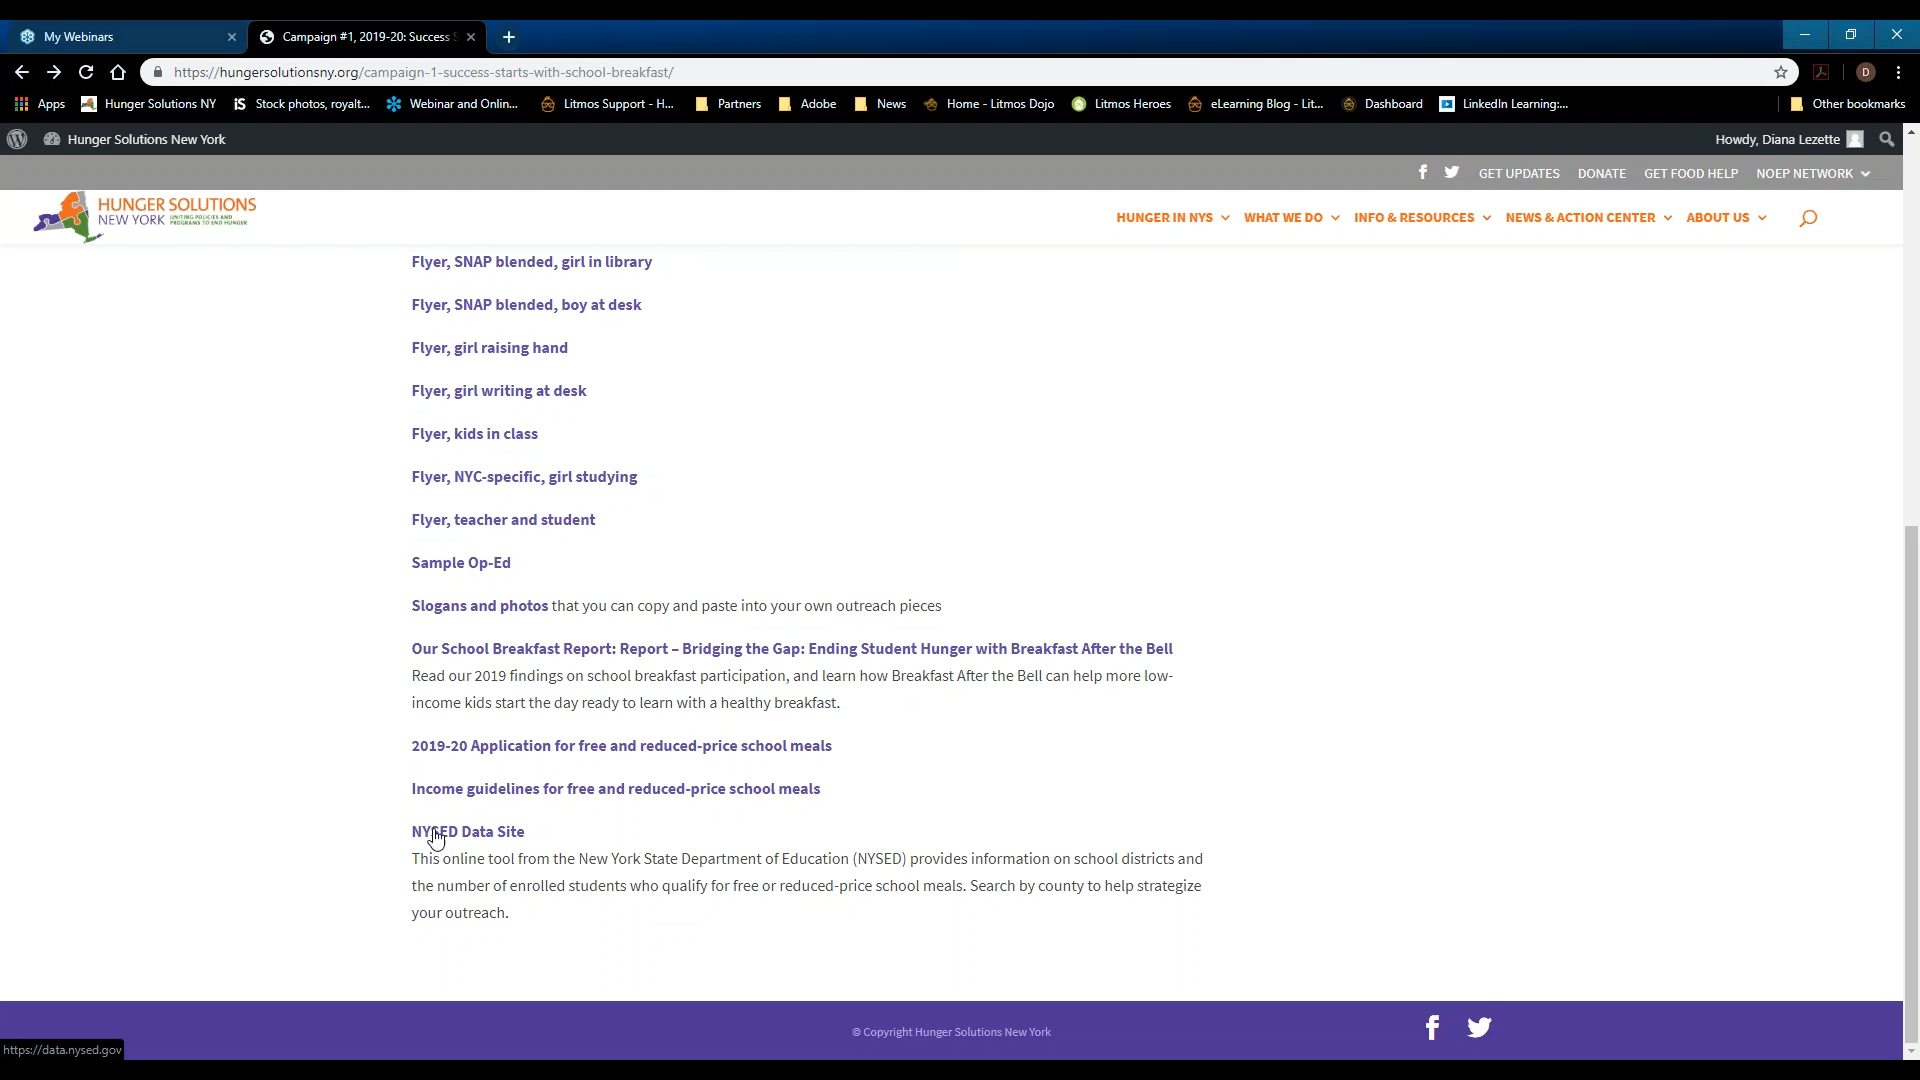 My Webinars
Campaign #1, 2019-20: Success S
https://hungersolutionsny.org/campaign-1-success-starts-with-school-breakfast/
D
Apps
Hunger Solutions NY
iS Stock photos, royalt...
Webinar and Onlin...
Litmos Support - H...
Partners
Adobe
News
Home - Litmos Dojo
Litmos Heroes
eLearning Blog - Lit...
Dashboard
LinkedIn Learning:...
Other bookmarks
Hunger Solutions New York
Howdy, Diana Lezette
GET UPDATES
DONATE
GET FOOD HELP
NOEP NETWORK
HUNGER SOLUTIONS
NEW YORK
UNITING POLICIES AND
PROGRAMS TO END HUNGER
HUNGER IN NYS
WHAT WE DO
INFO & RESOURCES
NEWS & ACTION CENTER
ABOUT US
Flyer, SNAP blended, girl in library
Flyer, SNAP blended, boy at desk
Flyer, girl raising hand
Flyer, girl writing at desk
Flyer, kids in class
Flyer, NYC-specific, girl studying
Flyer, teacher and student
Sample Op-Ed
Slogans and photos that you can copy and paste into your own outreach pieces
Our School Breakfast Report: Report – Bridging the Gap: Ending Student Hunger with Breakfast After the Bell
Read our 2019 findings on school breakfast participation, and learn how Breakfast After the Bell can help more low-
income kids start the day ready to learn with a healthy breakfast.
2019-20 Application for free and reduced-price school meals
Income guidelines for free and reduced-price school meals
NYSED Data Site
This online tool from the New York State Department of Education (NYSED) provides information on school districts and
the number of enrolled students who qualify for free or reduced-price school meals. Search by county to help strategize
your outreach.
© Copyright Hunger Solutions New York
https://data.nysed.gov